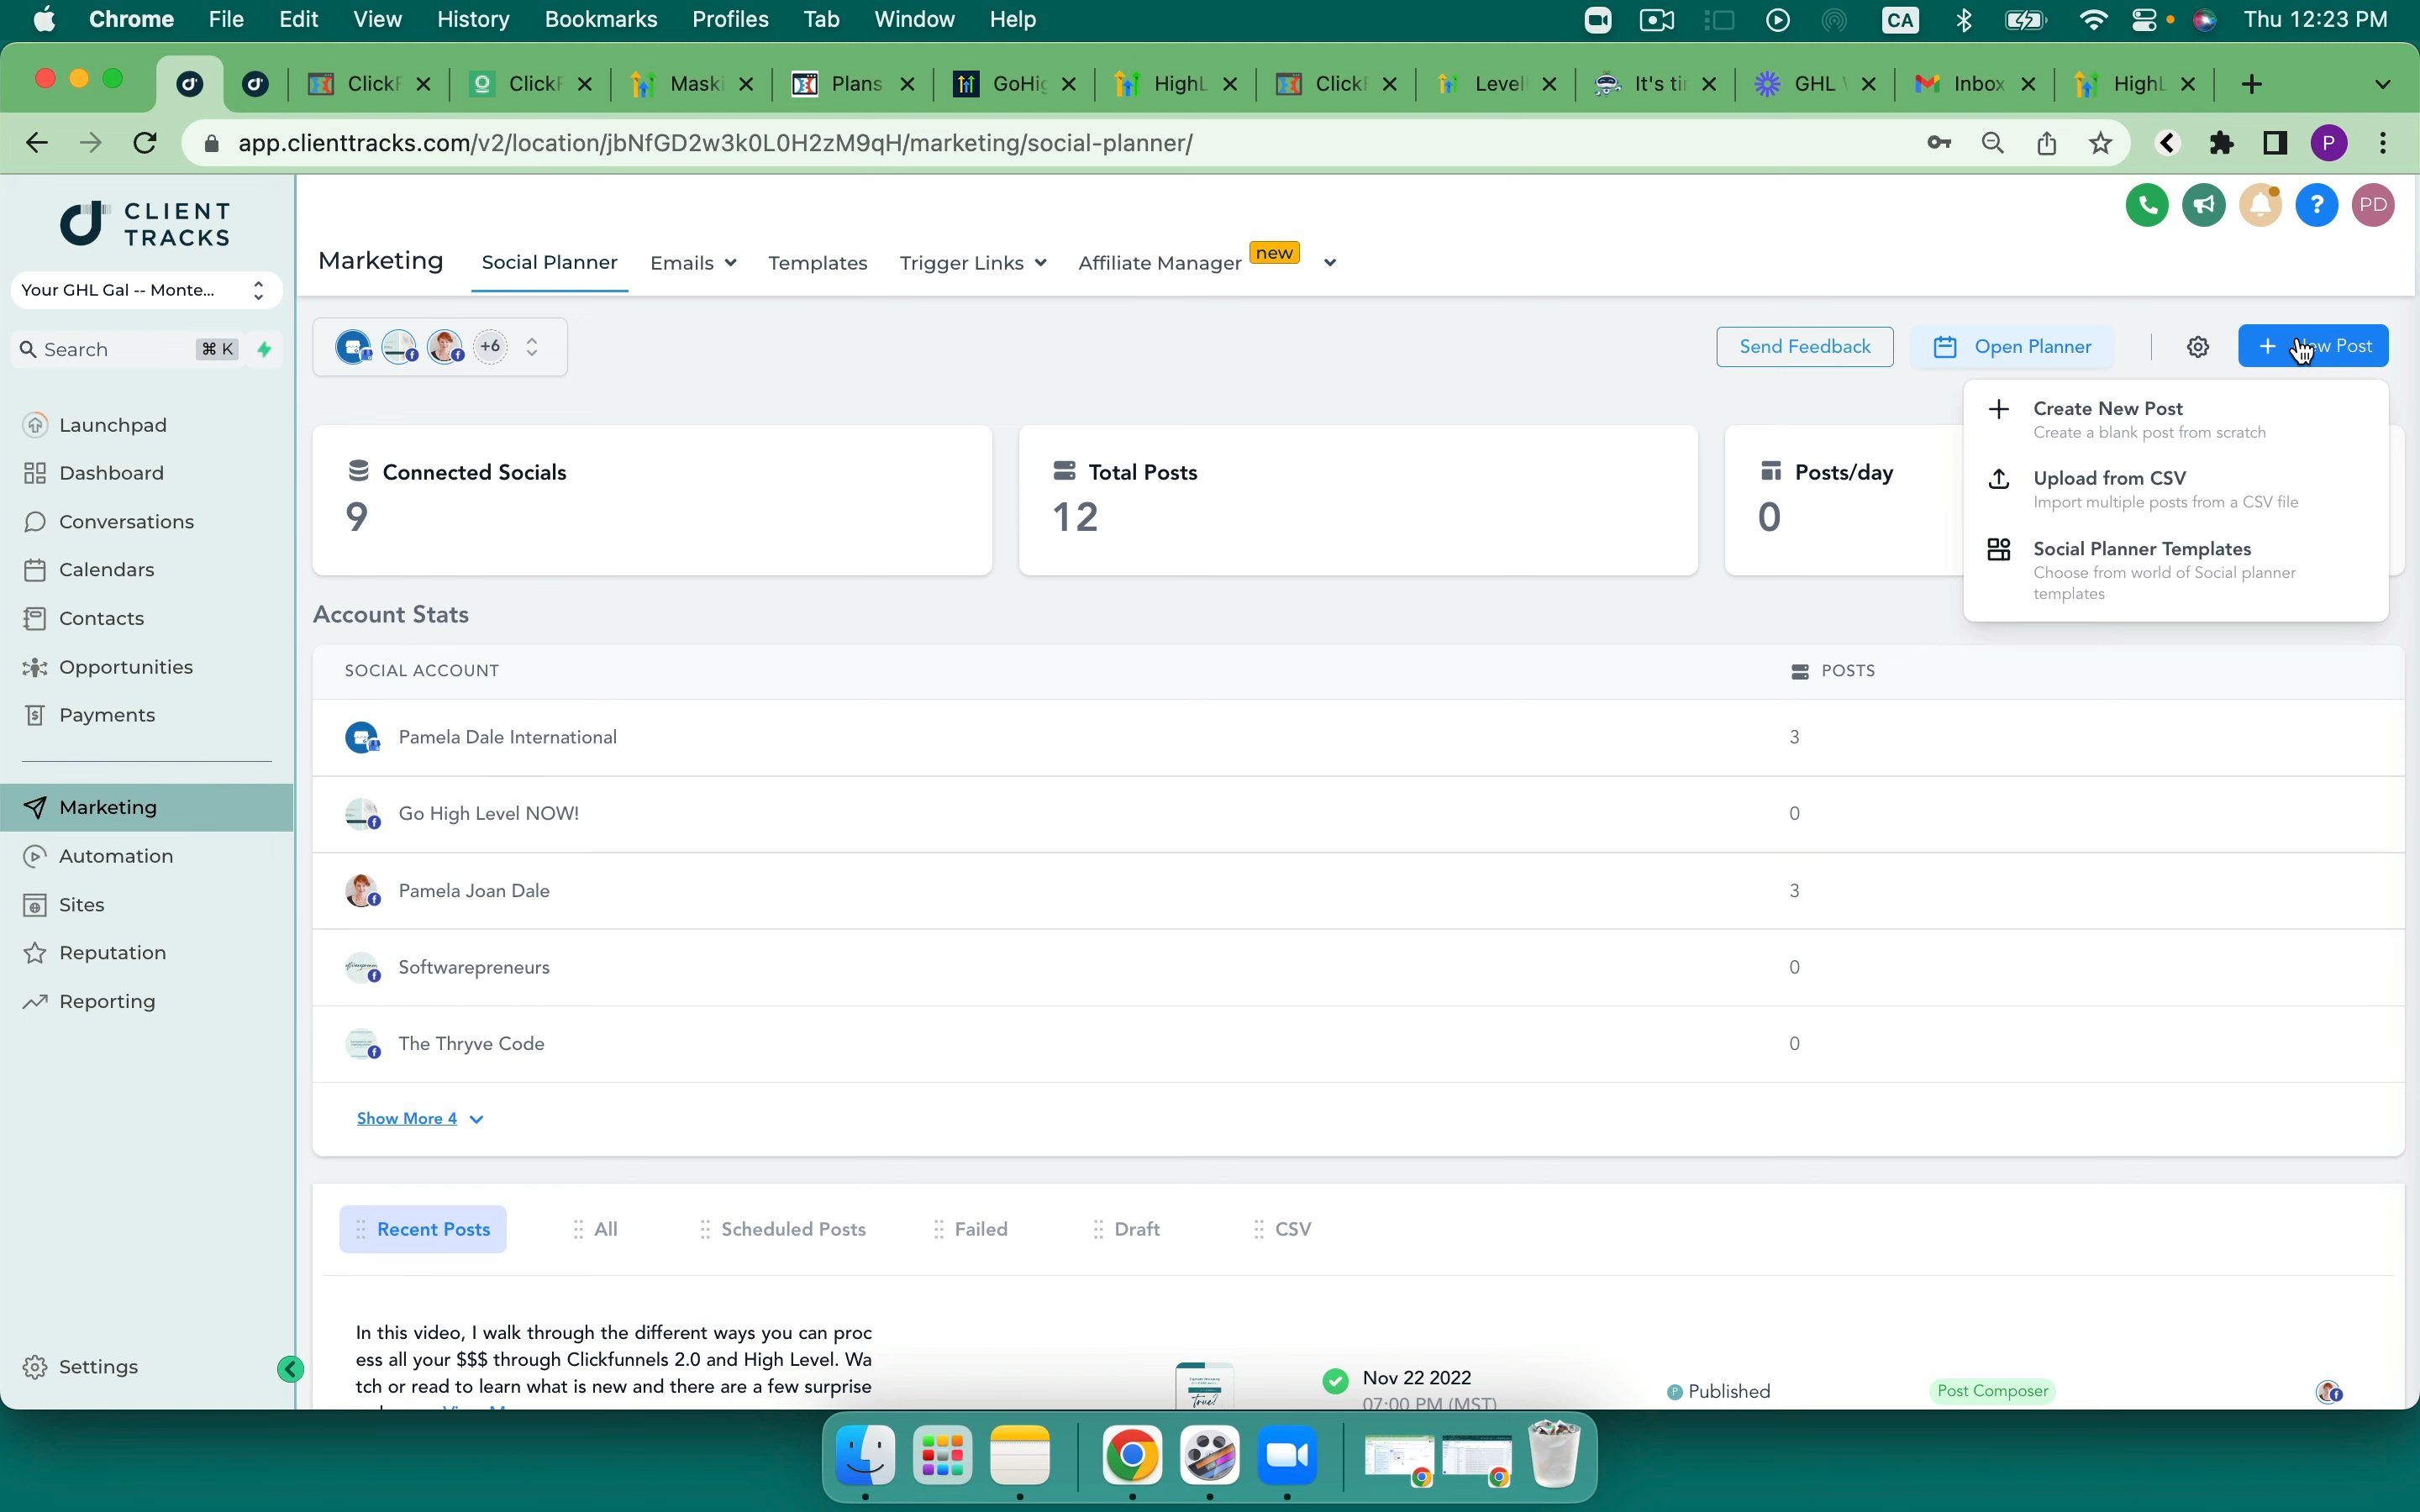 Chrome File Edit View History Bookmarks Profiles Tab Window Help CA Thu 12:23 PM
ClickF ClickF Maski Plans GoHig HighL ClickF Level It's ti GHL Inbox HighL
app.clienttracks.com/v2/location/jbNfGD2w3k0L0H2zM9qH/marketing/social-planner/ P
CLIENT
TRACKS
PD
Marketing Social Planner Emails Templates Trigger Links Affiliate Manager new
Your GHL Gal -- Monte...
Search ⌘ K
+6
Send Feedback Open Planner + New Post
Create New Post
Create a blank post from scratch
Upload from CSV
Import multiple posts from a CSV file
Social Planner Templates
Choose from world of Social planner
templates
Launchpad
Dashboard
Conversations
Calendars
Contacts
Opportunities
Payments
Marketing
Automation
Sites
Reputation
Reporting
Settings
Connected Socials
9
Total Posts
12
Posts/day
0
Account Stats
SOCIAL ACCOUNT POSTS
Pamela Dale International 3
Go High Level NOW! 0
Pamela Joan Dale 3
Softwarepreneurs 0
The Thryve Code 0
Show More 4
Recent Posts All Scheduled Posts Failed Draft CSV
In this video, I walk through the different ways you can proc
ess all your $$$ through Clickfunnels 2.0 and High Level. Wa
tch or read to learn what is new and there are a few surprise
true!
Nov 22 2022
07:00 PM (MST)
P Published
Post Composer